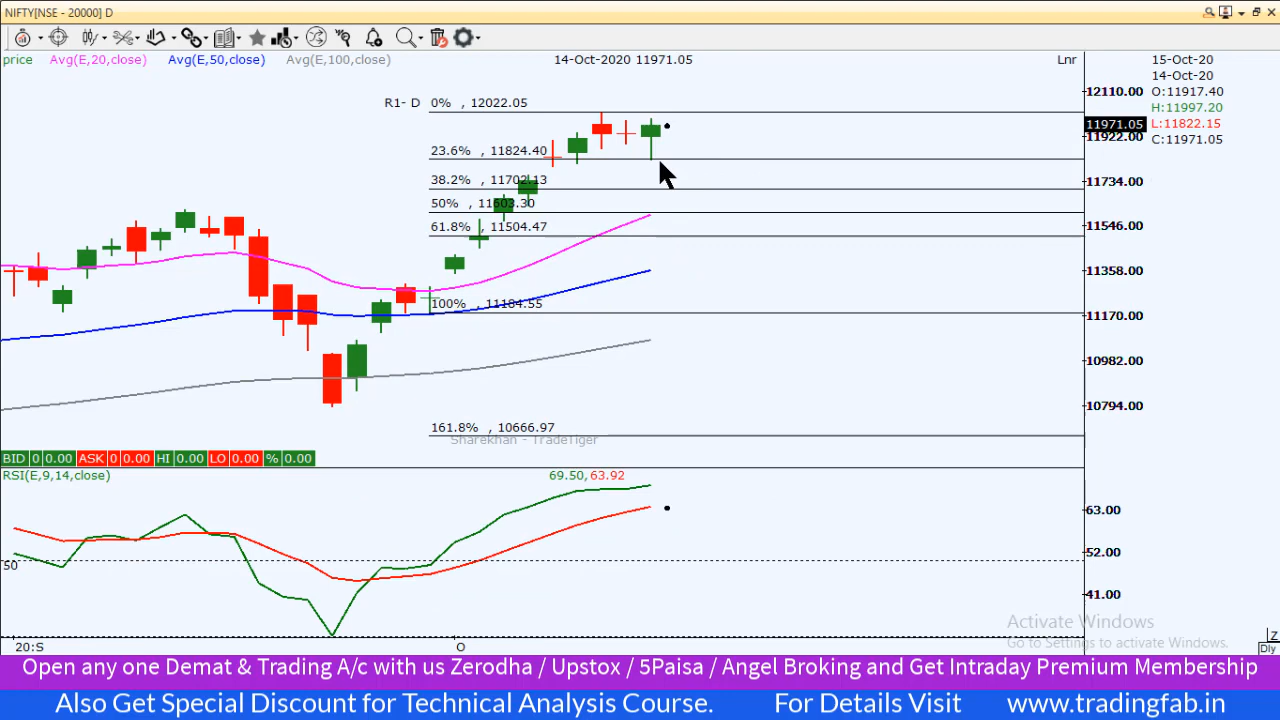 NIFTY[NSE - 20000] D
price Avg(E,20,close) Avg(E,50,close) Avg(E,100,close) 14-Oct-2020 11971.05 Lnr 15-Oct-20
14-Oct-20
12110.00 O:11917.40
R1- D 0% , 12022.05 H:11997.20
11971.05 L:11822.15
11922.00 C:11971.05
23.6% , 11824.40
38.2% , 11702.13 11734.00
50% , 11603.30
61.8% , 11504.47 11546.00
11358.00
100% , 11184.55 11170.00
10982.00
10794.00
161.8% , 10666.97
Sharekhan - TradeTiger
BID 0 0.00 ASK 0 0.00 HI 0.00 LO 0.00 % 0.00
RSI(E,9,14,close) 69.50, 63.92
63.00
52.00
50
41.00
Activate Windows
Go to Settings to activate Windows.
20:S O Z
Dly
Open any one Demat & Trading A/c with us Zerodha / Upstox / 5Paisa / Angel Broking and Get Intraday Premium Membership
Also Get Special Discount for Technical Analysis Course. For Details Visit www.tradingfab.in